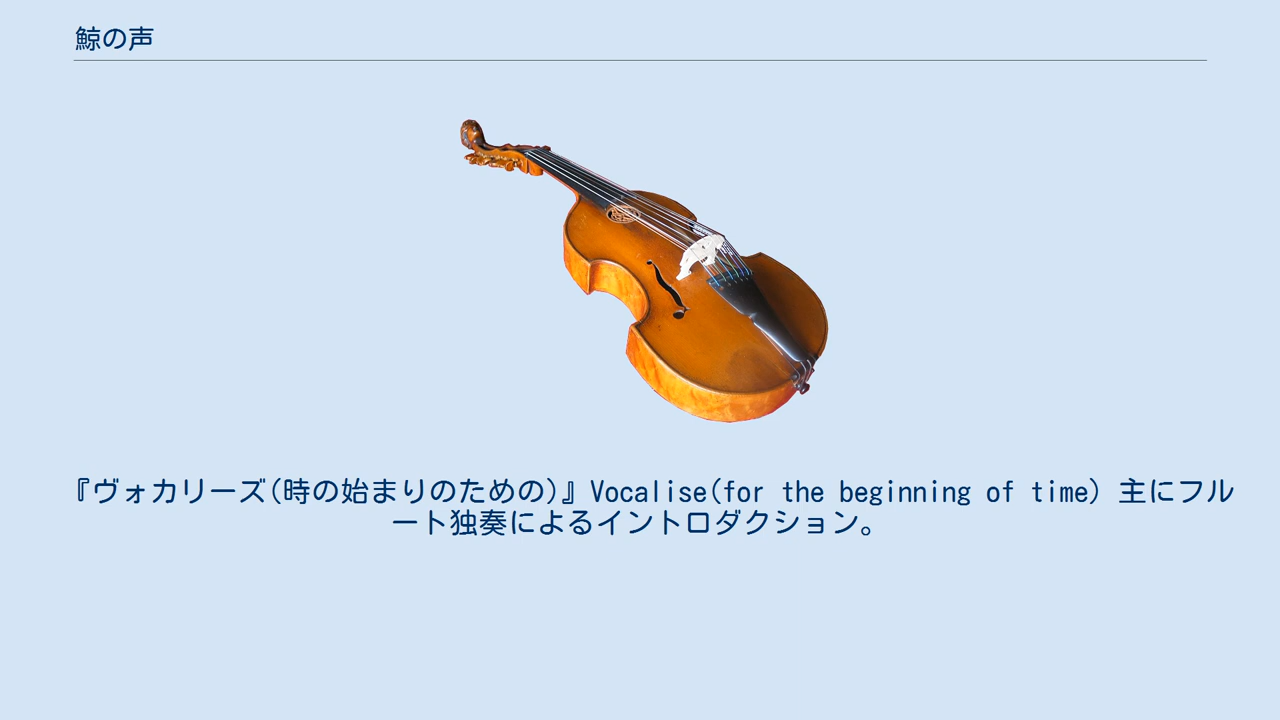 鯨の声
『ヴォカリーズ(時の始まりのための)』Vocalise(for the beginning of time) 主にフル
ート独奏によるイントロダクション。